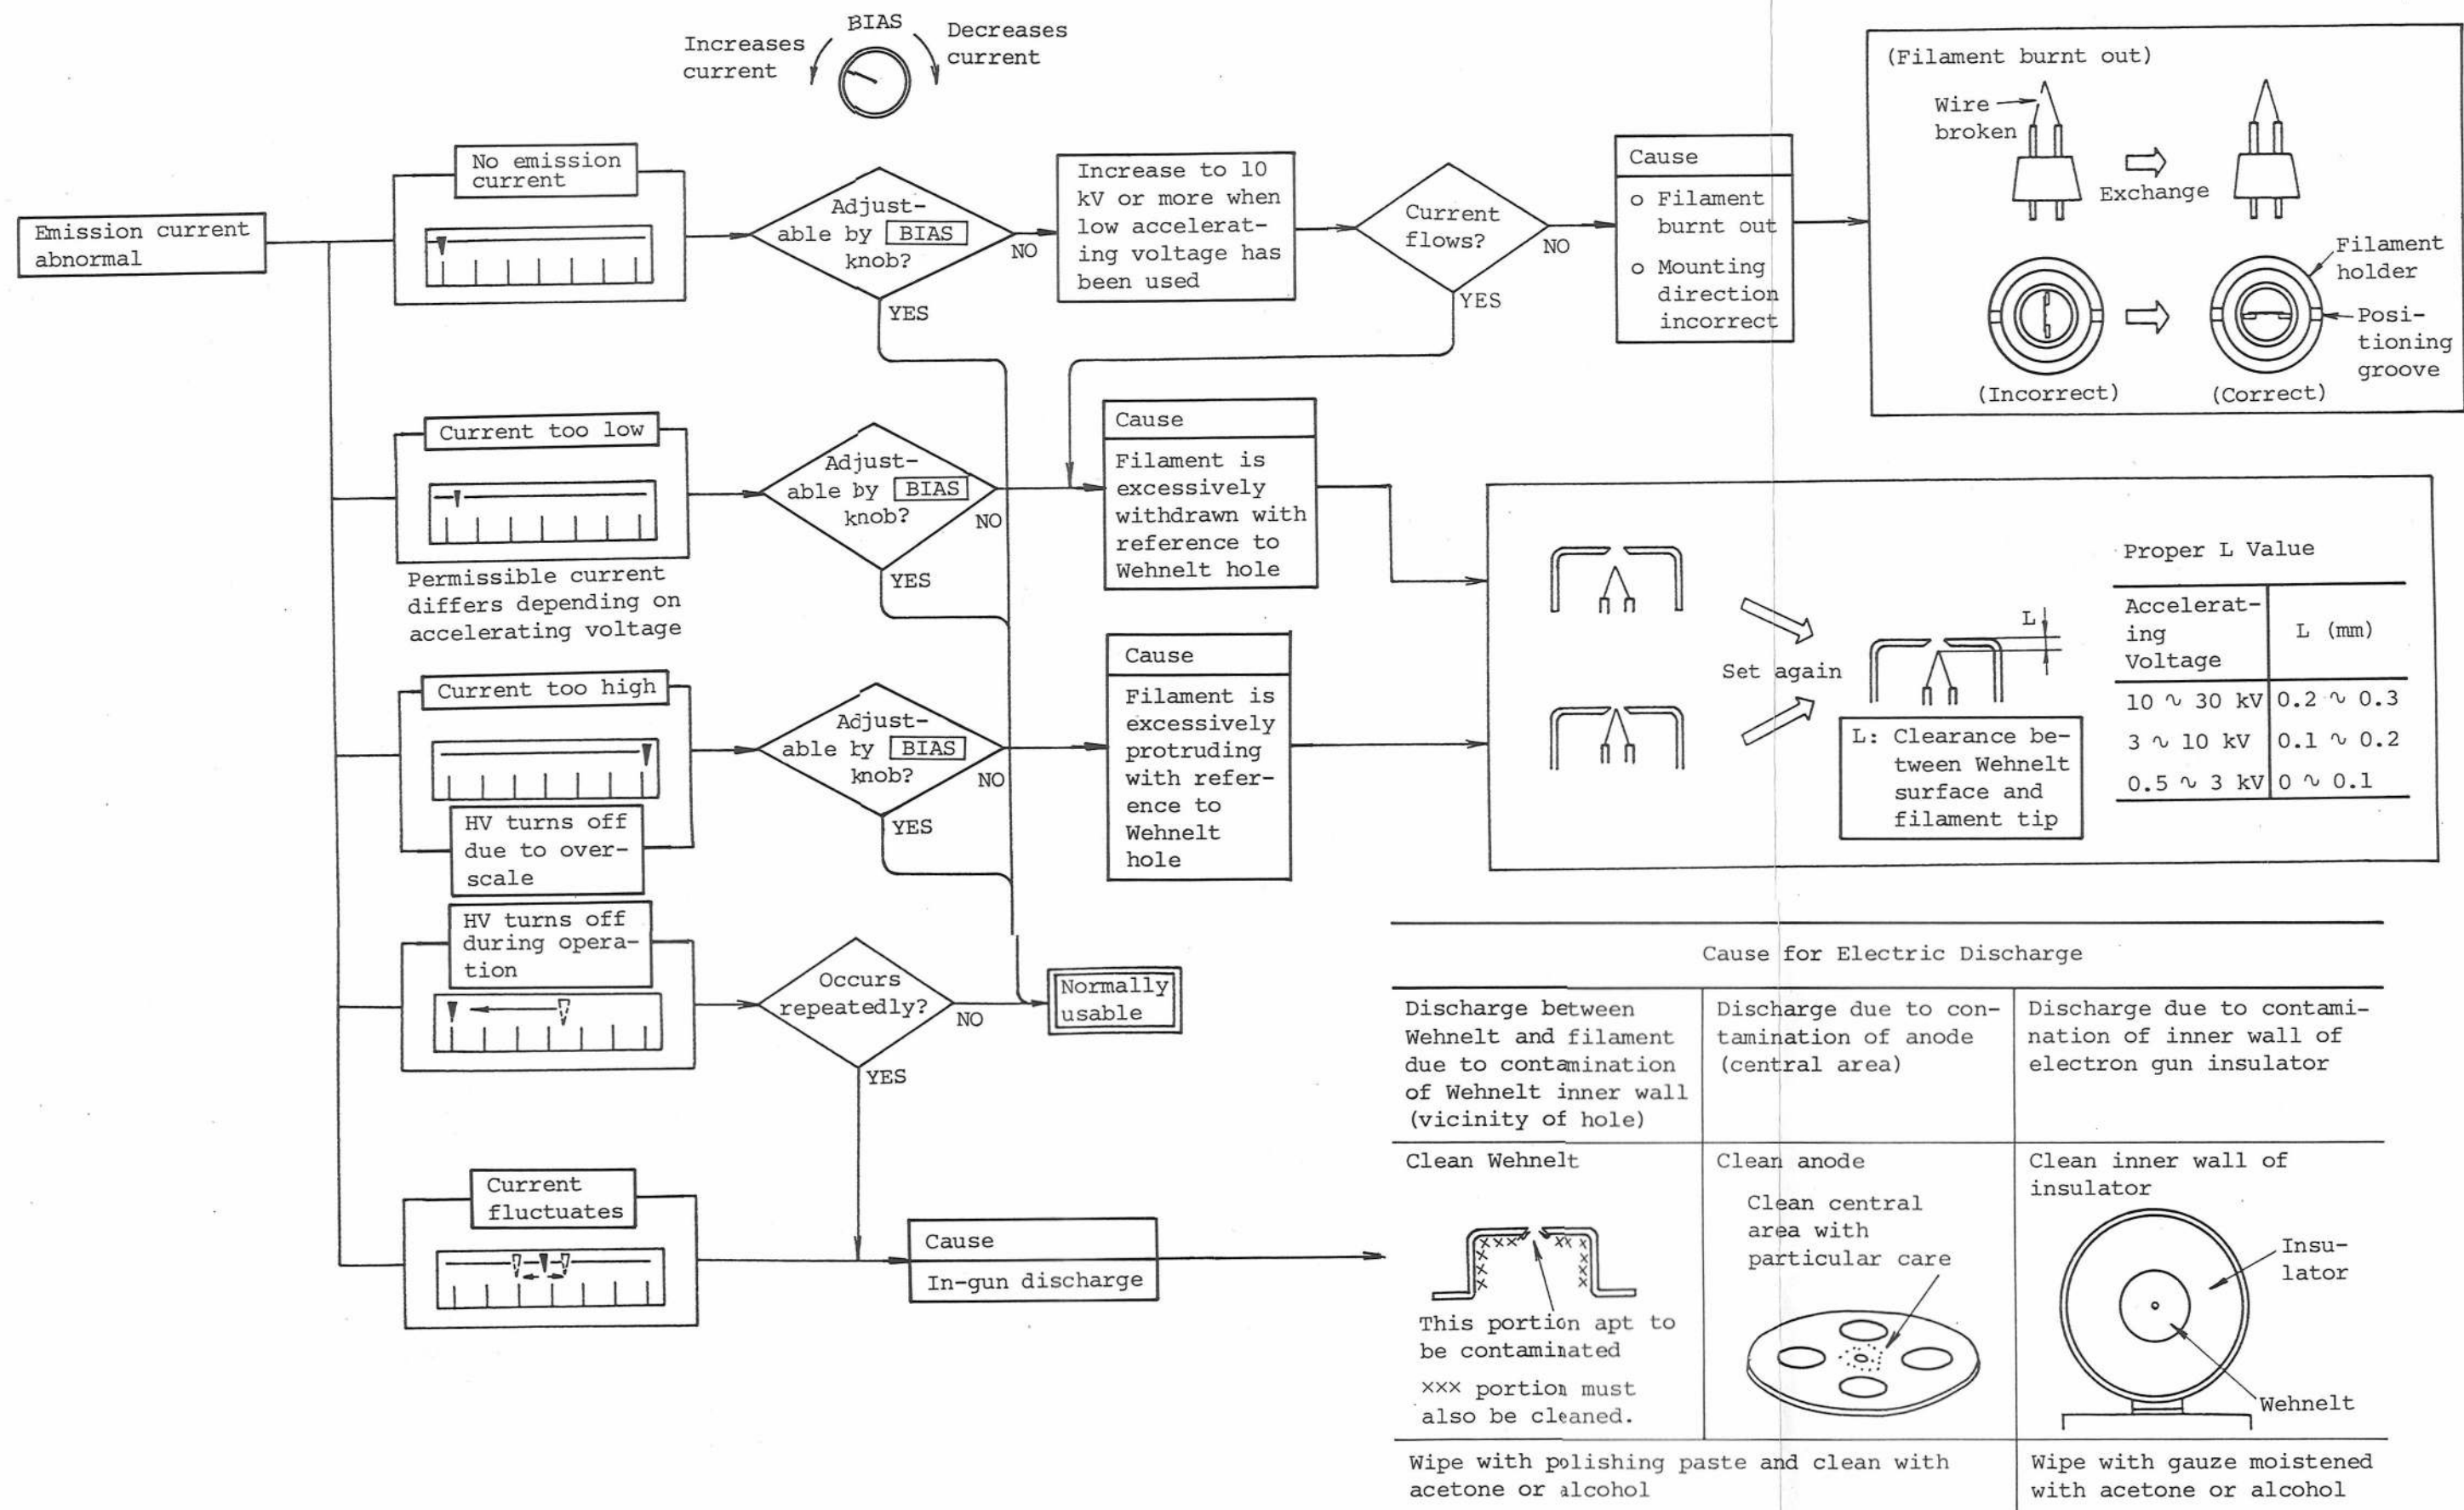 BIAS
Increases
current
Decreases
current
Emission current
abnormal
No emission
current
Adjust-
able by BIAS
knob?
NO
YES
Increase to 10
kV or more when
low accelerat-
ing voltage has
been used
Current
flows?
NO
YES
Cause
o Filament
burnt out
o Mounting
direction
incorrect
(Filament burnt out)
Wire
broken
Exchange
Filament
holder
Posi-
tioning
groove
(Incorrect)
(Correct)
Current too low
Permissible current
differs depending on
accelerating voltage
Adjust-
able by BIAS
knob?
NO
YES
Cause
Filament is
excessively
withdrawn with
reference to
Wehnelt hole
Current too high
HV turns off
due to over-
scale
Adjust-
able by BIAS
knob?
NO
YES
Cause
Filament is
excessively
protruding
with refer-
ence to
Wehnelt
hole
Set again
L
L: Clearance be-
tween Wehnelt
surface and
filament tip
Proper L Value
Accelerat-
ing
Voltage
L (mm)
10 ∿ 30 kV 0.2 ∿ 0.3
3 ∿ 10 kV 0.1 ∿ 0.2
0.5 ∿ 3 kV 0 ∿ 0.1
HV turns off
during opera-
tion
Occurs
repeatedly?
NO
YES
Normally
usable
Current
fluctuates
Cause
In-gun discharge
Cause for Electric Discharge
Discharge between
Wehnelt and filament
due to contamination
of Wehnelt inner wall
(vicinity of hole)
Discharge due to con-
tamination of anode
(central area)
Discharge due to contami-
nation of inner wall of
electron gun insulator
Clean Wehnelt
xxx xx x
This portion apt to
be contaminated
xxx portion must
also be cleaned.
Clean anode
Clean central
area with
particular care
Clean inner wall of
insulator
Insu-
lator
Wehnelt
Wipe with polishing paste and clean with
acetone or alcohol
Wipe with gauze moistened
with acetone or alcohol